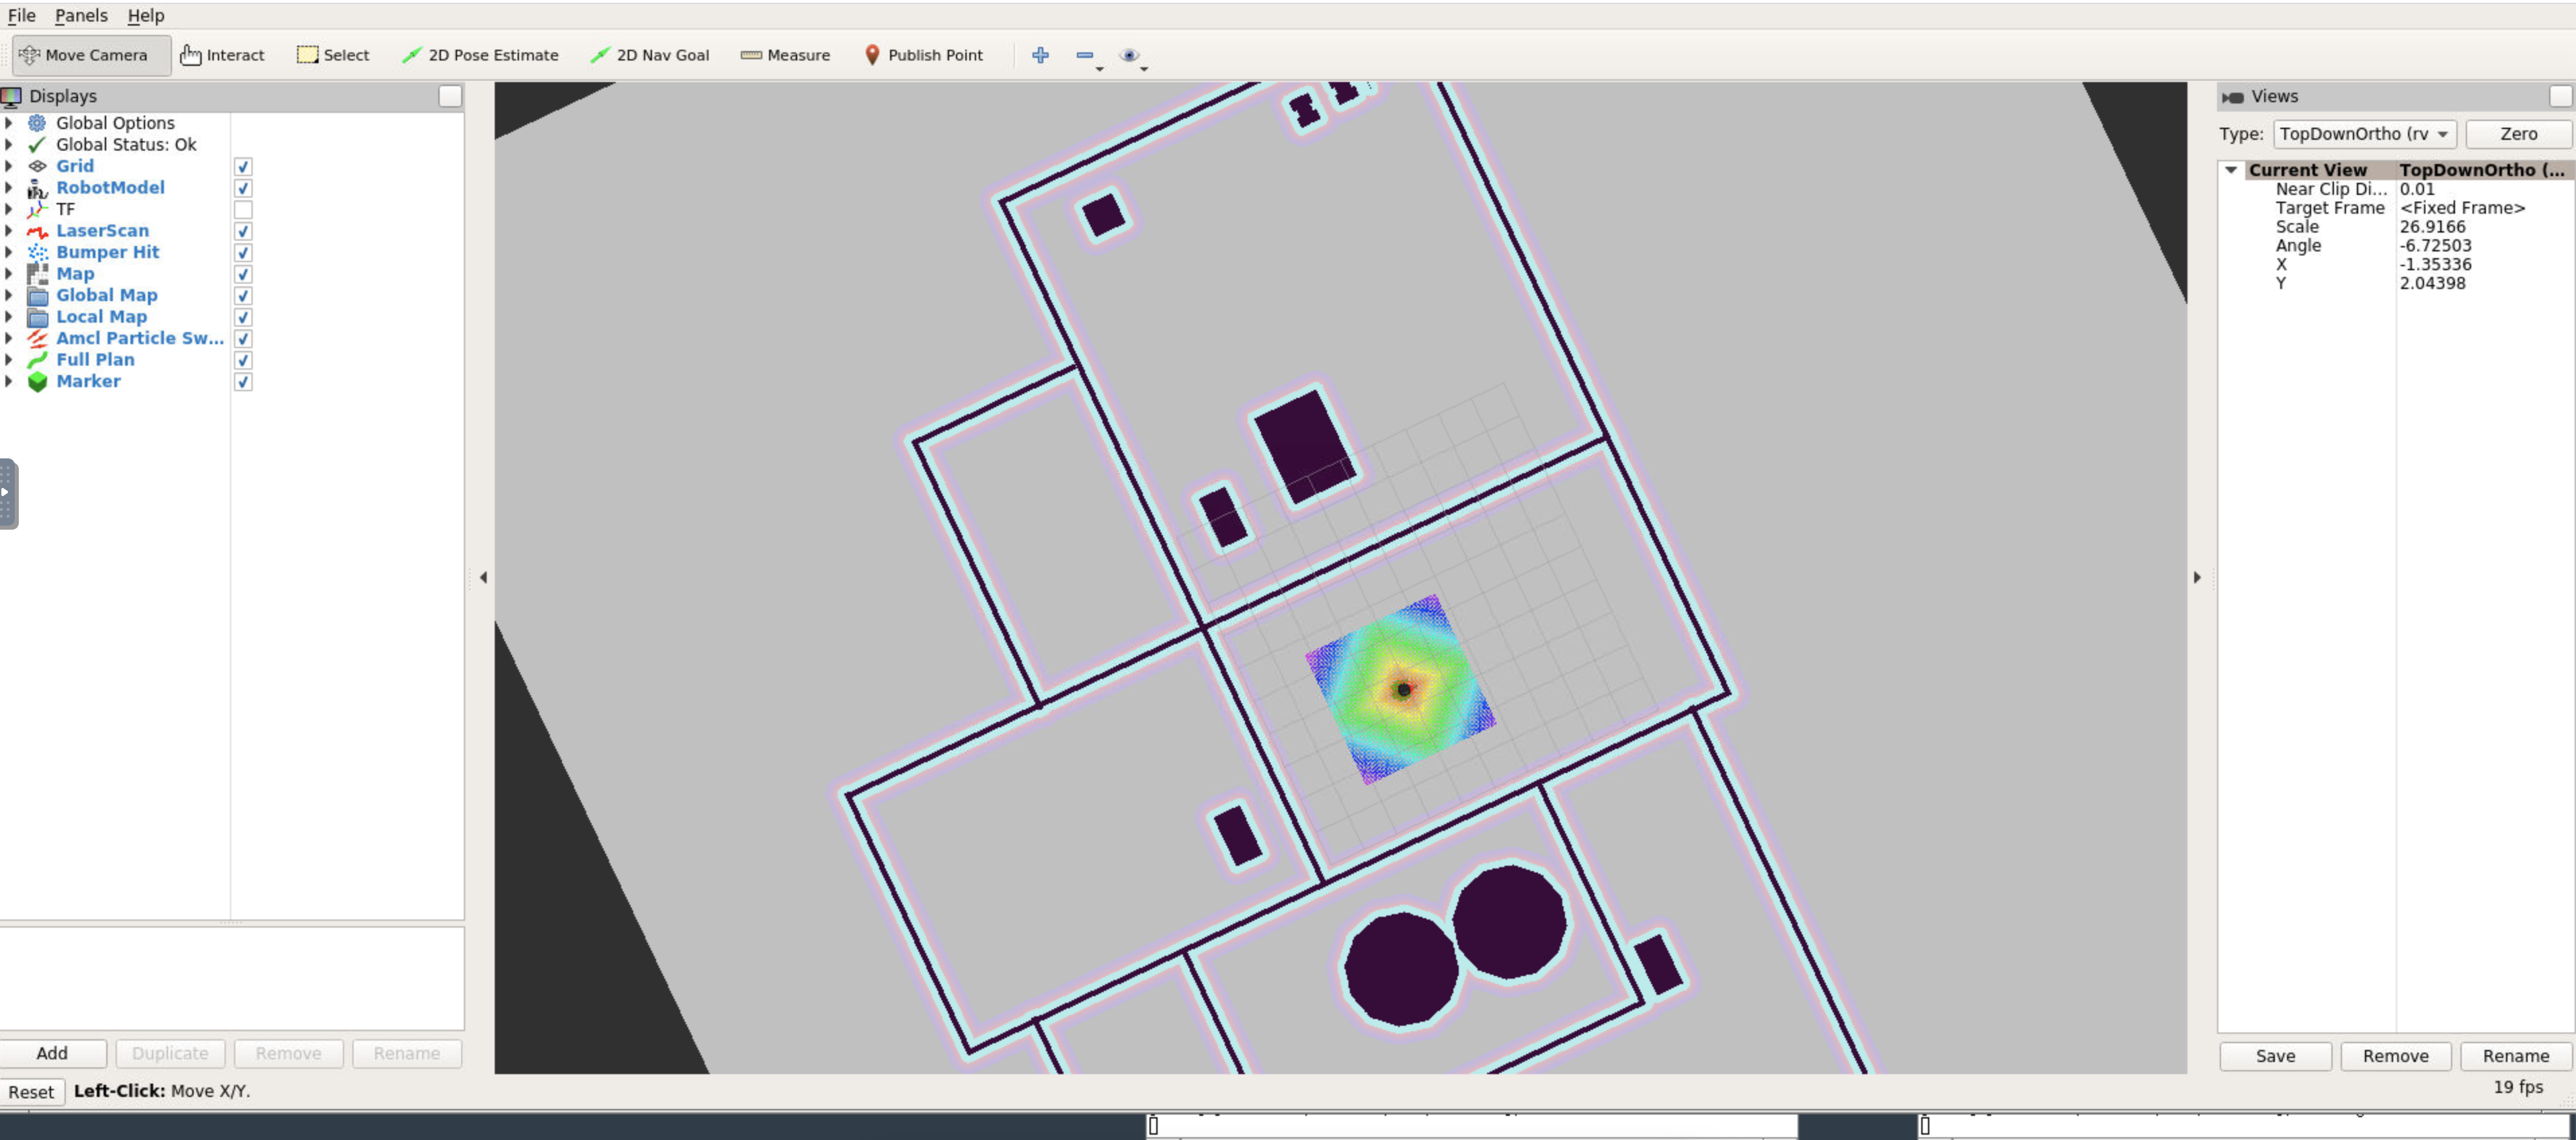 File Panels Help
Move Camera Interact Select 2D Pose Estimate 2D Nav Goal Measure Publish Point
Displays
Global Options
Global Status: Ok
Grid
RobotModel
TF
LaserScan
Bumper Hit
Map
Global Map
Local Map
Amcl Particle Sw...
Full Plan
Marker
Add Duplicate Remove Rename
Reset Left-Click: Move X/Y.
Views
Type: TopDownOrtho (rv Zero
Current View TopDownOrtho (...
Near Clip Di... 0.01
Target Frame <Fixed Frame>
Scale 26.9166
Angle -6.72503
X -1.35336
Y 2.04398
Save Remove Rename
19 fps